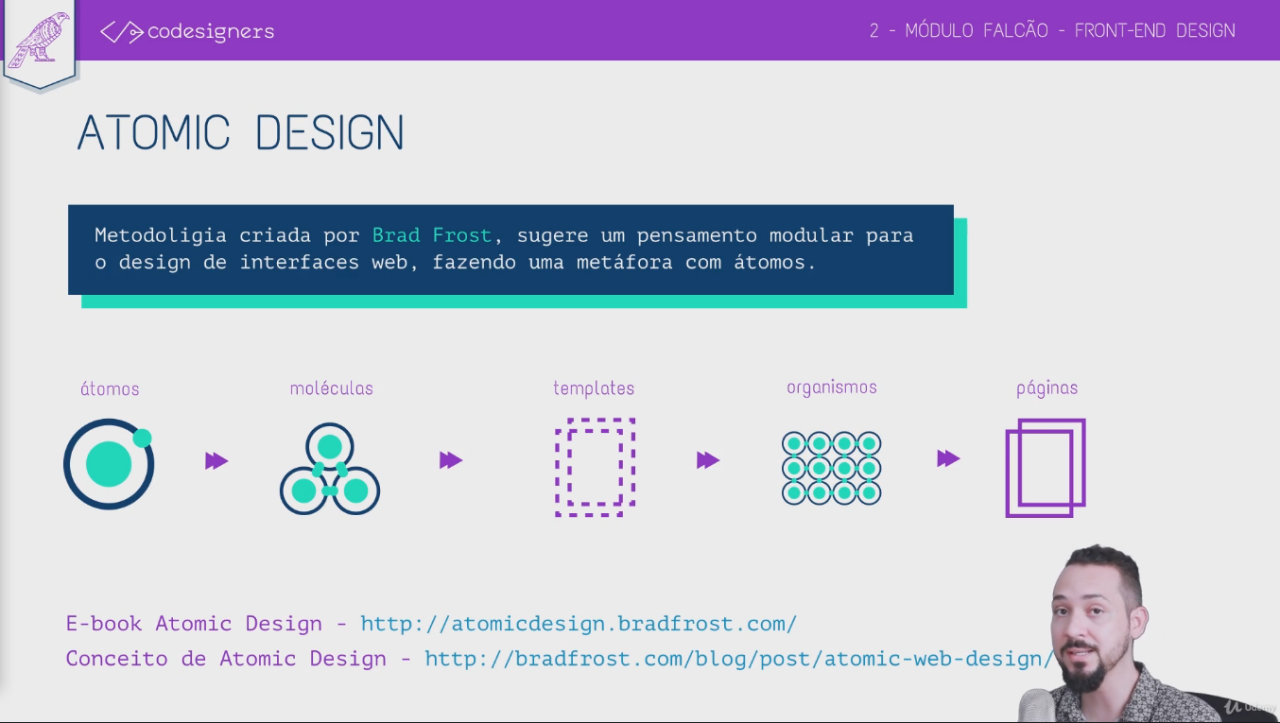 codesigners
2 - MÓDULO FALCÃO - FRONT-END DESIGN
ATOMIC DESIGN
Metodoligia criada por Brad Frost, sugere um pensamento modular para
o design de interfaces web, fazendo uma metáfora com átomos.
átomos
moléculas
templates
organismos
páginas
E-book Atomic Design - http://atomicdesign.bradfrost.com/
Conceito de Atomic Design - http://bradfrost.com/blog/post/atomic-web-design/